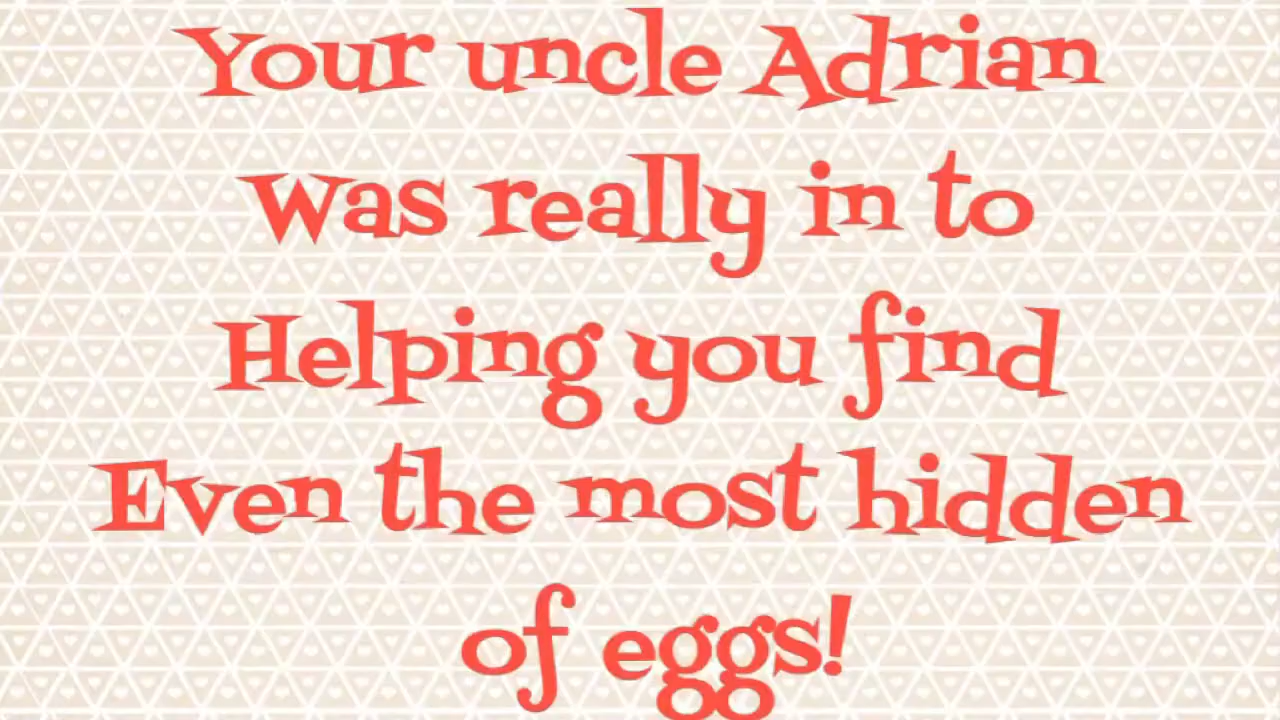 Your uncle Adrian
was really in to
Helping you find
Even the most hidden
of eggs!